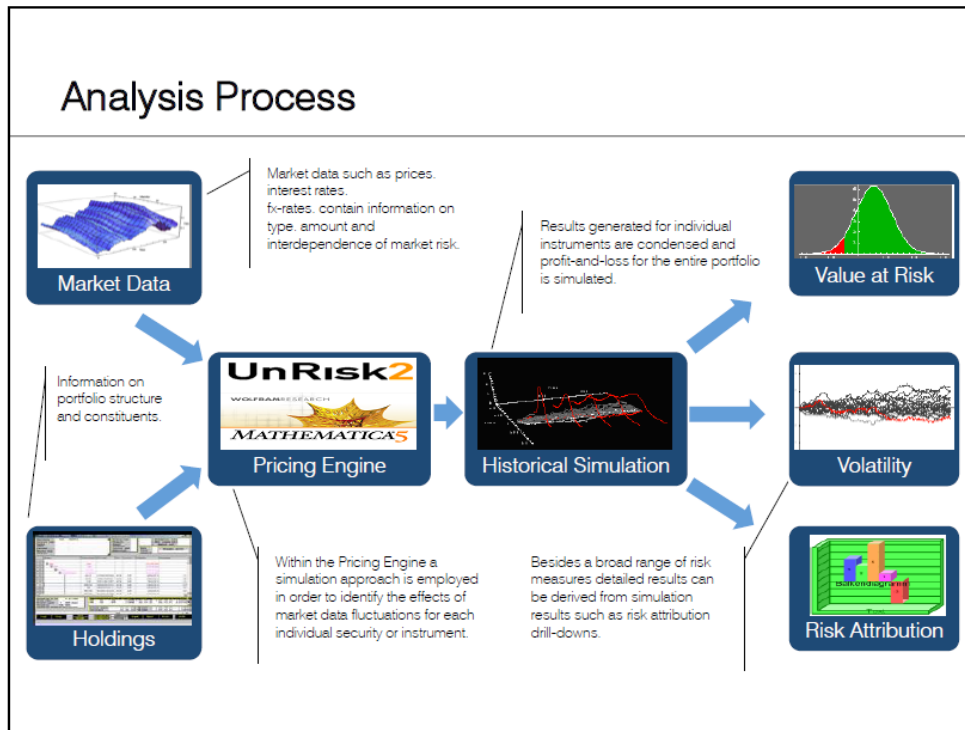 Analysis Process
Market data such as prices.
interest rates.
fx-rates. contain information on
type. amount and
interdependence of market risk.
Market Data
Results generated for individual
instruments are condensed and
profit-and-loss for the entire portfolio
is simulated.
Value at Risk
Information on
portfolio structure
and constituents.
UnRisk2
WOLFRAMRESEARCH
MATHEMATICA5
Pricing Engine
Historical Simulation
Volatility
Holdings
Within the Pricing Engine a
simulation approach is employed
in order to identify the effects of
market data fluctuations for each
individual security or instrument.
Besides a broad range of risk
measures detailed results can
be derived from simulation
results such as risk attribution
drill-downs.
Balkendiagramm
Risk Attribution